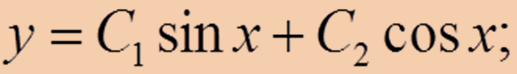 y = C₁ sin x + C₂ cos x;